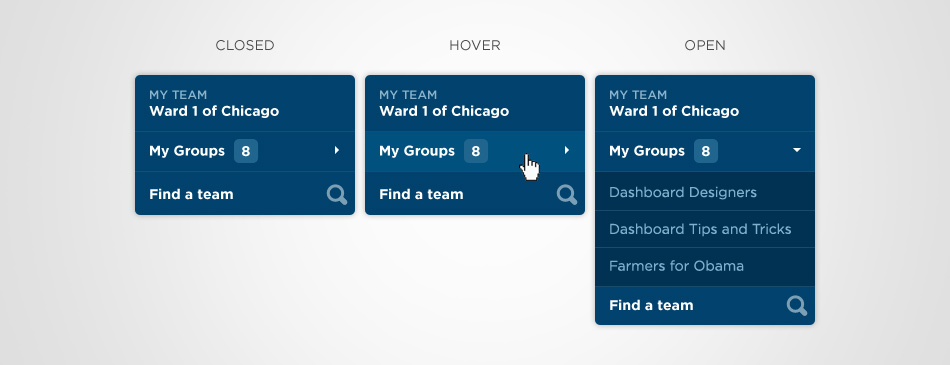 CLOSED
MY TEAM
Ward 1 of Chicago
My Groups 8
Find a team
HOVER
MY TEAM
Ward 1 of Chicago
My Groups 8
Find a team
OPEN
MY TEAM
Ward 1 of Chicago
My Groups 8
Dashboard Designers
Dashboard Tips and Tricks
Farmers for Obama
Find a team